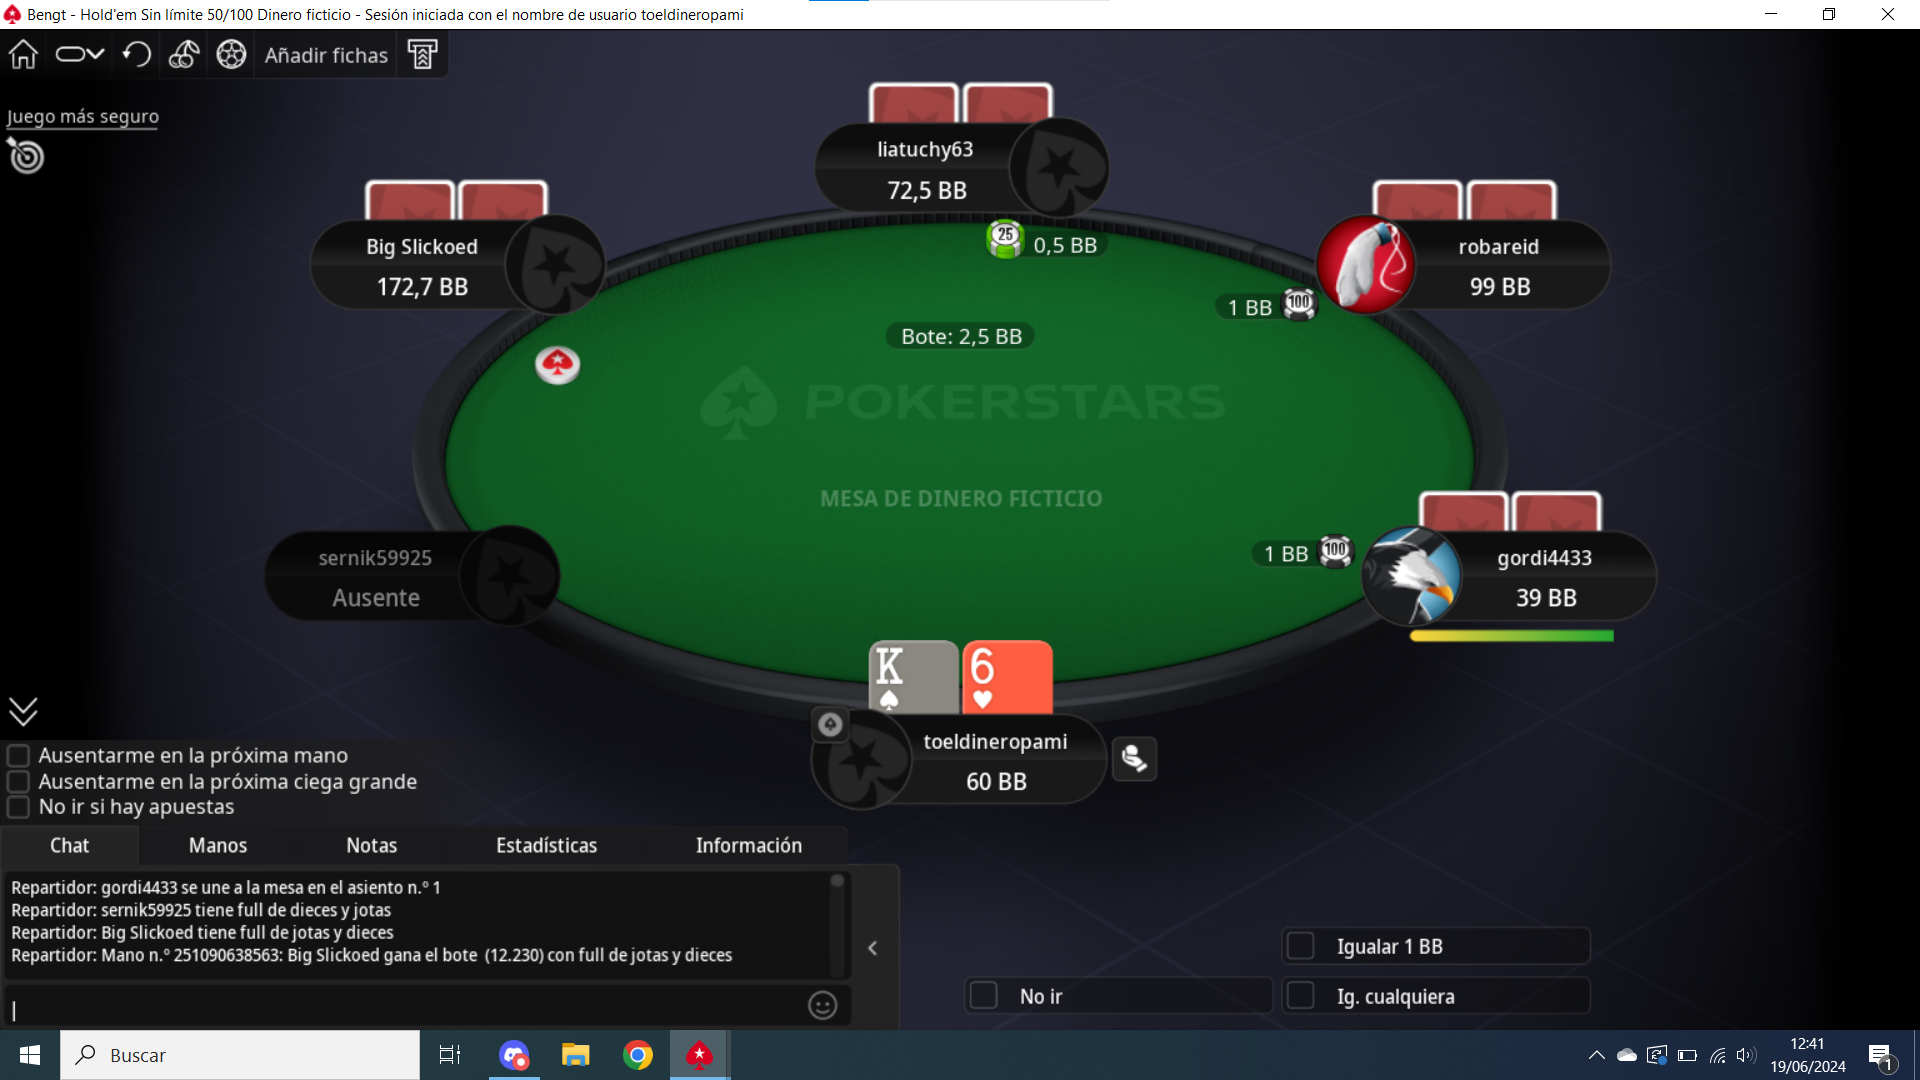 Bengt - Hold'em Sin límite 50/100 Dinero ficticio - Sesión iniciada con el nombre de usuario toeldineropami
Añadir fichas
Juego más seguro
liatuchy63
72,5 BB
Big Slickoed
172,7 BB
robareid
99 BB
25
0,5 BB
1 BB
100
Bote: 2,5 BB
POKERSTARS
MESA DE DINERO FICTICIO
sernik59925
Ausente
1 BB
100
gordi4433
39 BB
K
6
toeldineropami
60 BB
Ausentarme en la próxima mano
Ausentarme en la próxima ciega grande
No ir si hay apuestas
Chat
Manos
Notas
Estadísticas
Información
Repartidor: gordi4433 se une a la mesa en el asiento n.º 1
Repartidor: sernik59925 tiene full de dieces y jotas
Repartidor: Big Slickoed tiene full de jotas y dieces
Repartidor: Mano n.º 251090638563: Big Slickoed gana el bote (12.230) con full de jotas y dieces
Igualar 1 BB
No ir
Ig. cualquiera
Buscar
12:41
19/06/2024
1